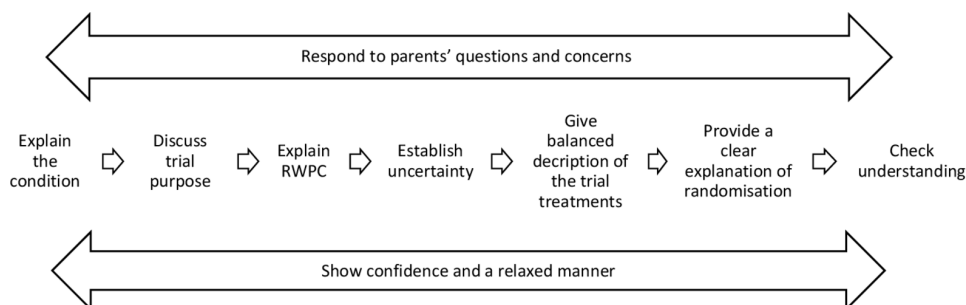 Respond to parents’ questions and concerns
Explain
the
condition
Discuss
trial
purpose
Explain
RWPC
Establish
uncertainty
Give
balanced
decription of
the trial
treatments
Provide a
clear
explanation of
randomisation
Check
understanding
Show confidence and a relaxed manner